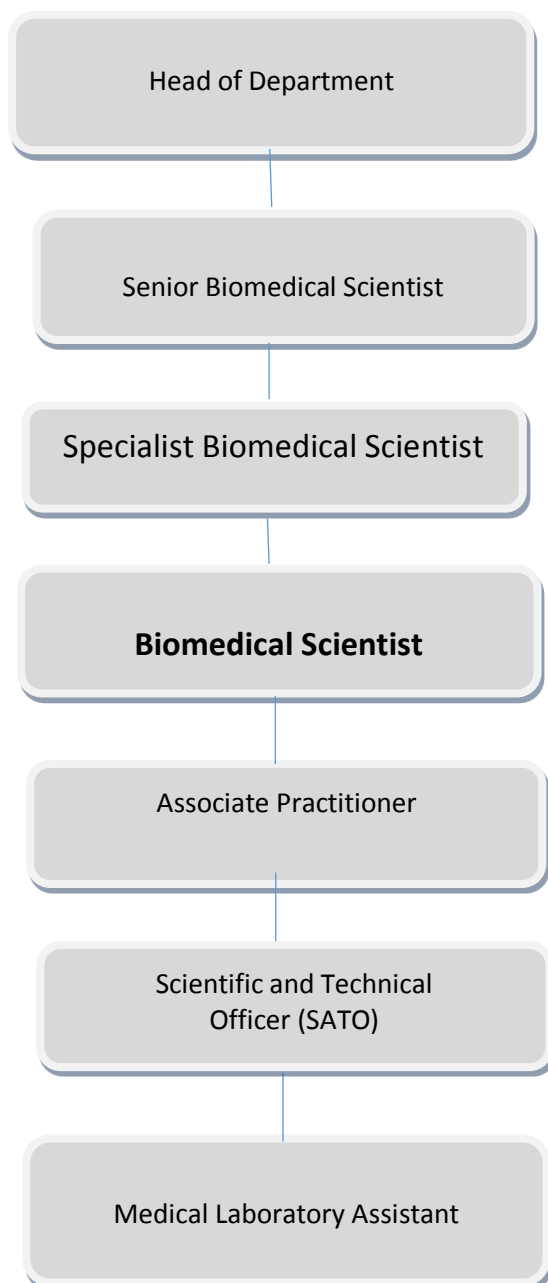 Head of Department
Senior Biomedical Scientist
Specialist Biomedical Scientist
Biomedical Scientist
Associate Practitioner
Scientific and Technical
Officer (SATO)
Medical Laboratory Assistant